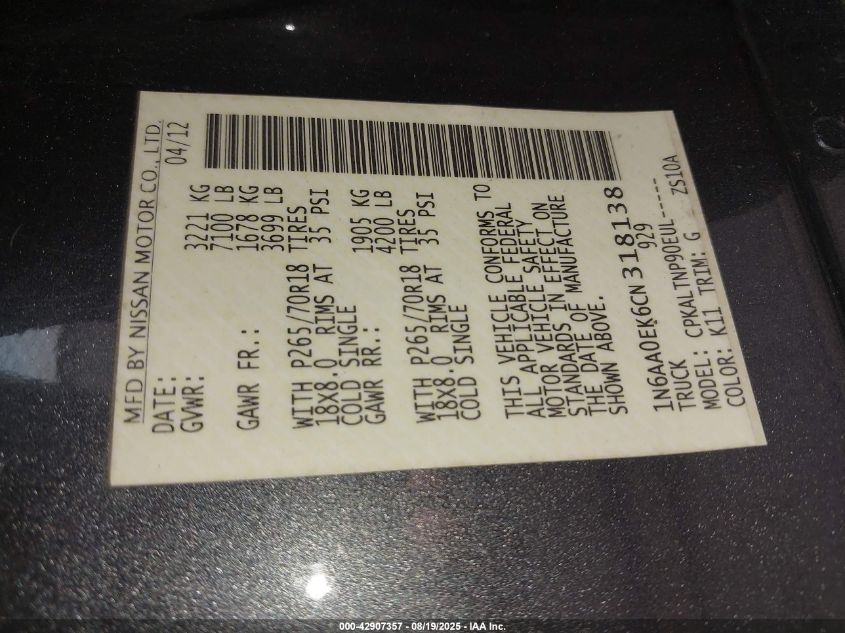 MFD BY NISSAN MOTOR CO., LTD.
DATE: 04/12
GVWR: 3221 KG
7100 LB
GAWR FR.: 1678 KG
3699 LB
WITH P265/70R18 TIRES
18X8.0 RIMS AT 35 PSI
COLD SINGLE
GAWR RR.: 1905 KG
4200 LB
WITH P265/70R18 TIRES
18X8.0 RIMS AT 35 PSI
COLD SINGLE
THIS VEHICLE CONFORMS TO
ALL APPLICABLE FEDERAL
MOTOR VEHICLE SAFETY
STANDARDS IN EFFECT ON
THE DATE OF MANUFACTURE
SHOWN ABOVE.
1N6AA0EK6CN318138
TRUCK 929
MODEL: CPKALTNP90EUL-----
COLOR: K11 TRIM: G ZS10A
000-42907357 - 08/19/2025 - IAA Inc.